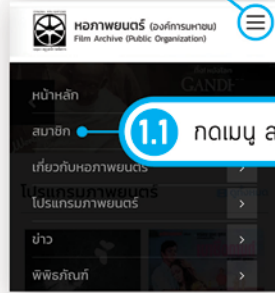 หอภาพยนตร์ (องค์การมหาชน)
Film Archive (Public Organization)
GANDHI
หน้าหลัก
สมาชิก
1.1 กดเมนู ส
เกี่ยวกับหอภาพยนตร์
โปรแกรมภาพยนตร์
โปรแกรมภาพยนตร์
ข่าว
พิพิธภัณฑ์